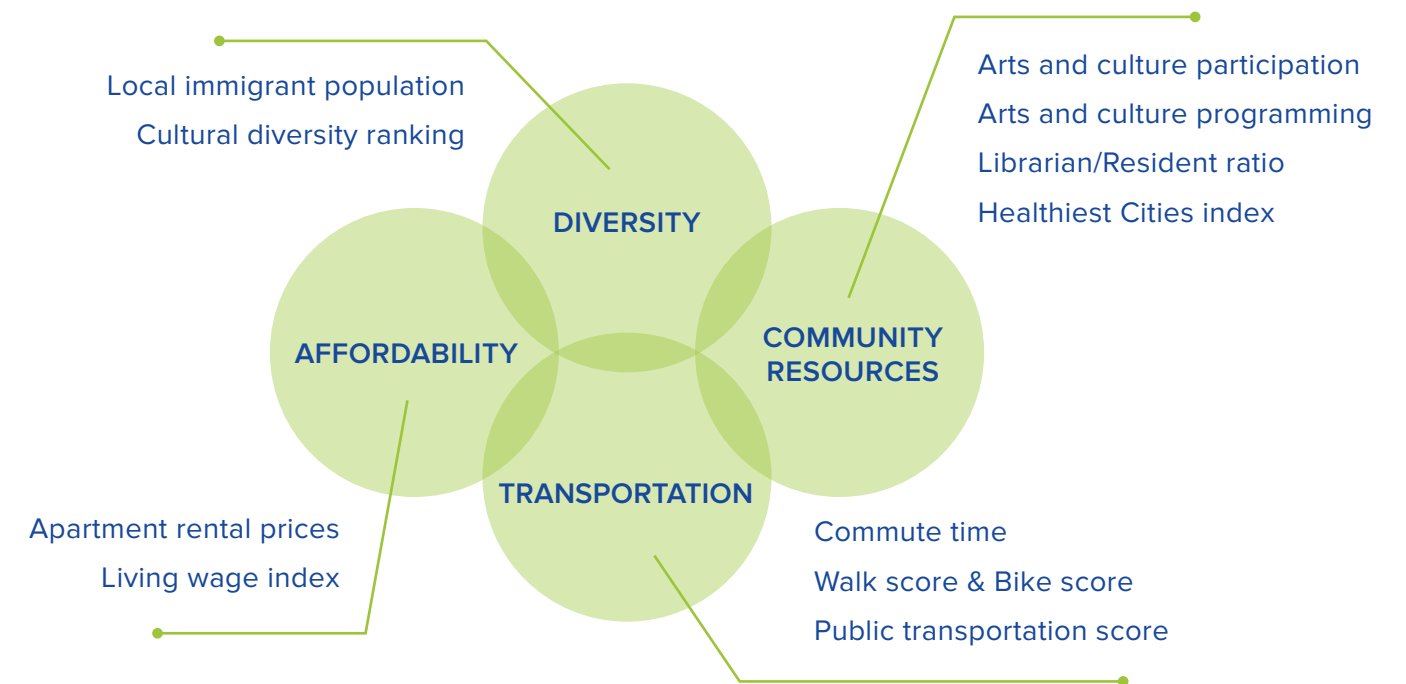 Local immigrant population
Cultural diversity ranking
Arts and culture participation
Arts and culture programming
Librarian/Resident ratio
Healthiest Cities index
DIVERSITY
AFFORDABILITY
COMMUNITY
RESOURCES
TRANSPORTATION
Apartment rental prices
Living wage index
Commute time
Walk score & Bike score
Public transportation score